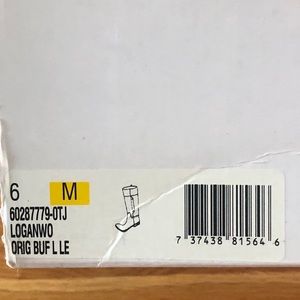 6 M
60287779-0TJ
LOGANWO
ORIG BUF L LE
7 37438 81564 6